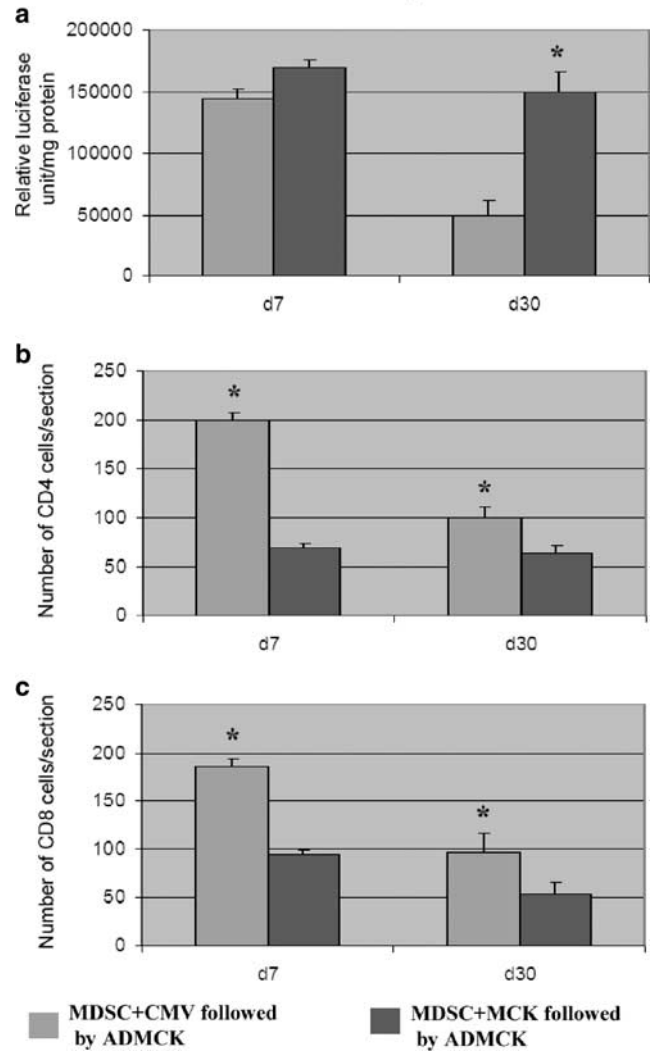 a
200000
150000
100000
50000
0
Relative luciferase
unit/mg protein
*
d7
d30
b
250
200
150
100
50
0
Number of CD4 cells/section
*
*
d7
d30
c
250
200
150
100
50
0
Number of CD8 cells/section
*
*
d7
d30
MDSC+CMV followed
by ADMCK
MDSC+MCK followed
by ADMCK